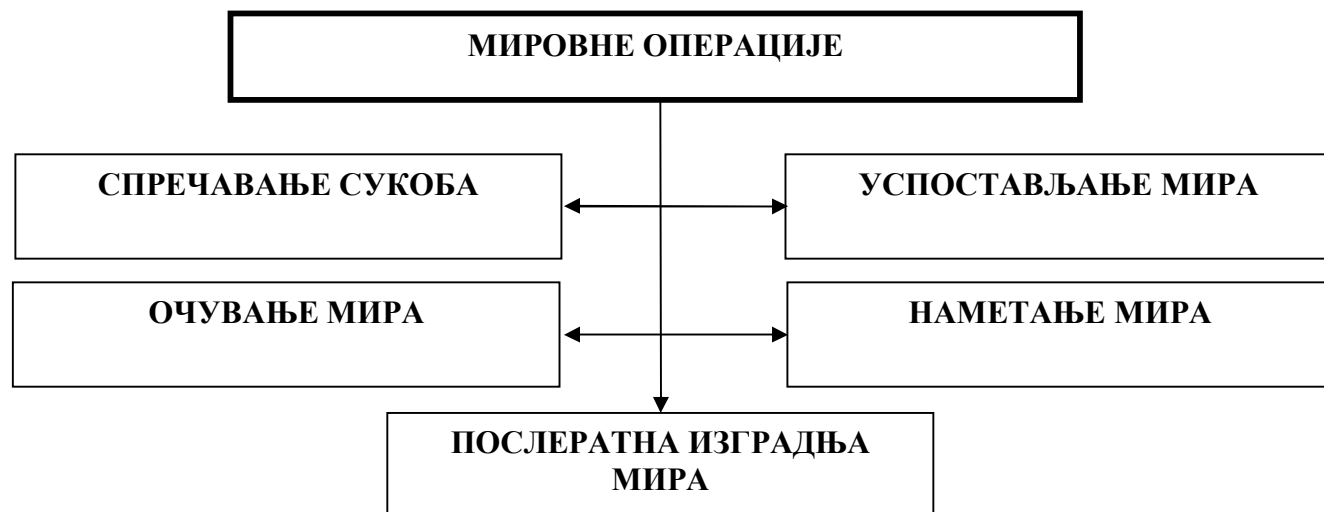 МИРОВНЕ ОПЕРАЦИЈЕ
СПРЕЧАВАЊЕ СУКОБА
УСПОСТАВЉАЊЕ МИРА
ОЧУВАЊЕ МИРА
НАМЕТАЊЕ МИРА
ПОСЛЕРАТНА ИЗГРАДЊА
МИРА